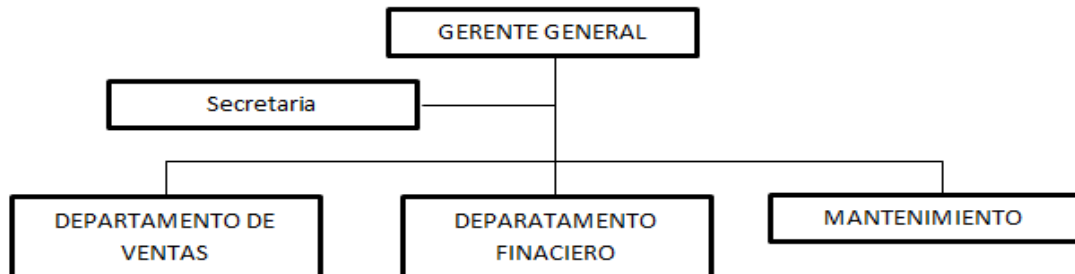 GERENTE GENERAL
Secretaria
DEPARTAMENTO DE
VENTAS
DEPARATAMENTO
FINACIERO
MANTENIMIENTO